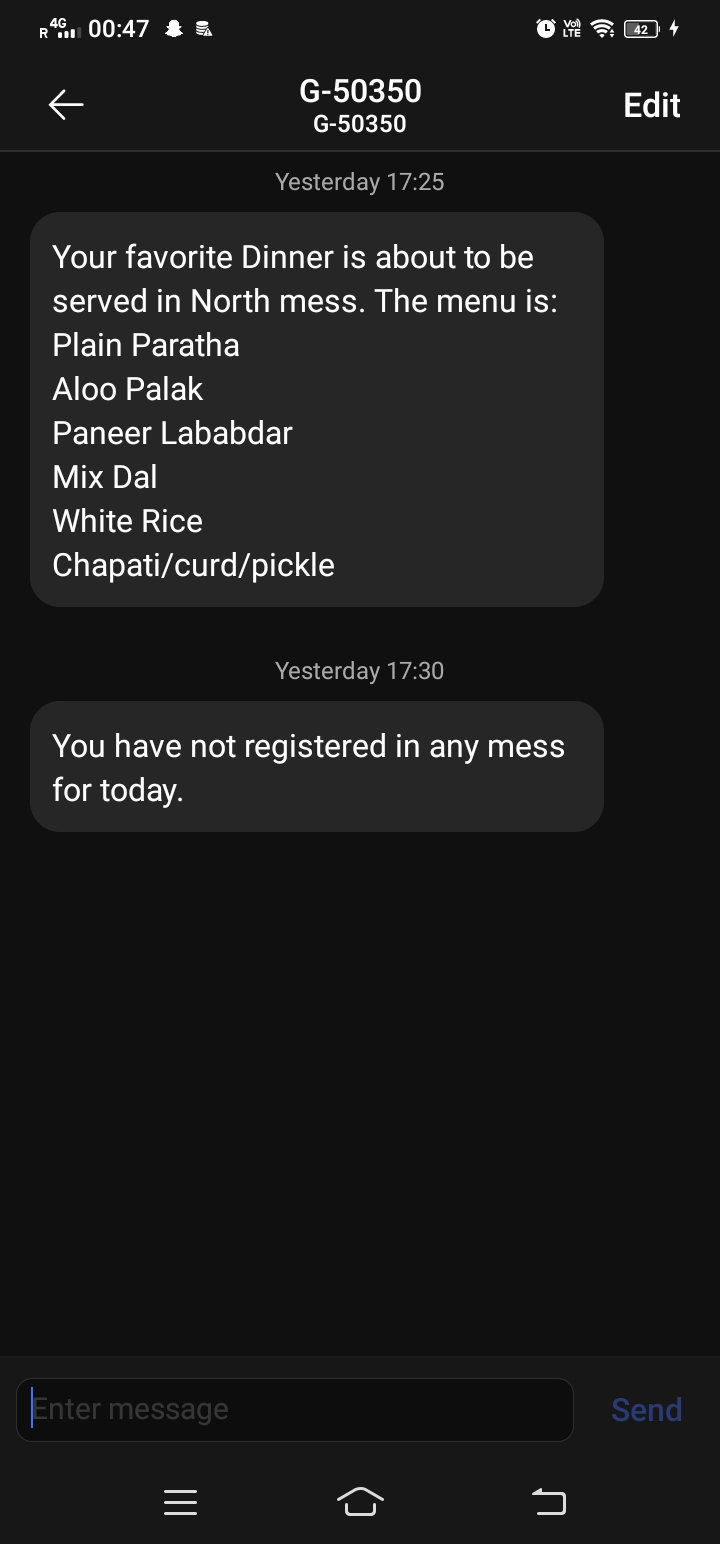 R 4G 00:47 Vo) LTE 42
G-50350
G-50350
Edit
Yesterday 17:25
Your favorite Dinner is about to be
served in North mess. The menu is:
Plain Paratha
Aloo Palak
Paneer Lababdar
Mix Dal
White Rice
Chapati/curd/pickle
Yesterday 17:30
You have not registered in any mess
for today.
Enter message
Send